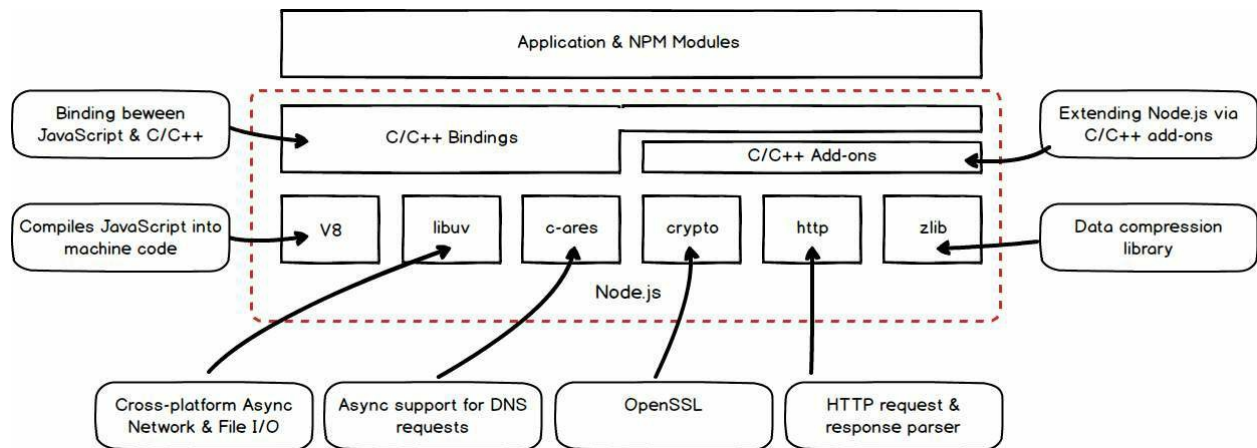 Application & NPM Modules
Binding beween
JavaScript & C/C++
C/C++ Bindings
Extending Node.js via
C/C++ add-ons
C/C++ Add-ons
Compiles JavaScript into
machine code
V8
libuv
c-ares
crypto
http
zlib
Data compression
library
Node.js
Cross-platform Async
Network & File I/O
Async support for DNS
requests
OpenSSL
HTTP request &
response parser